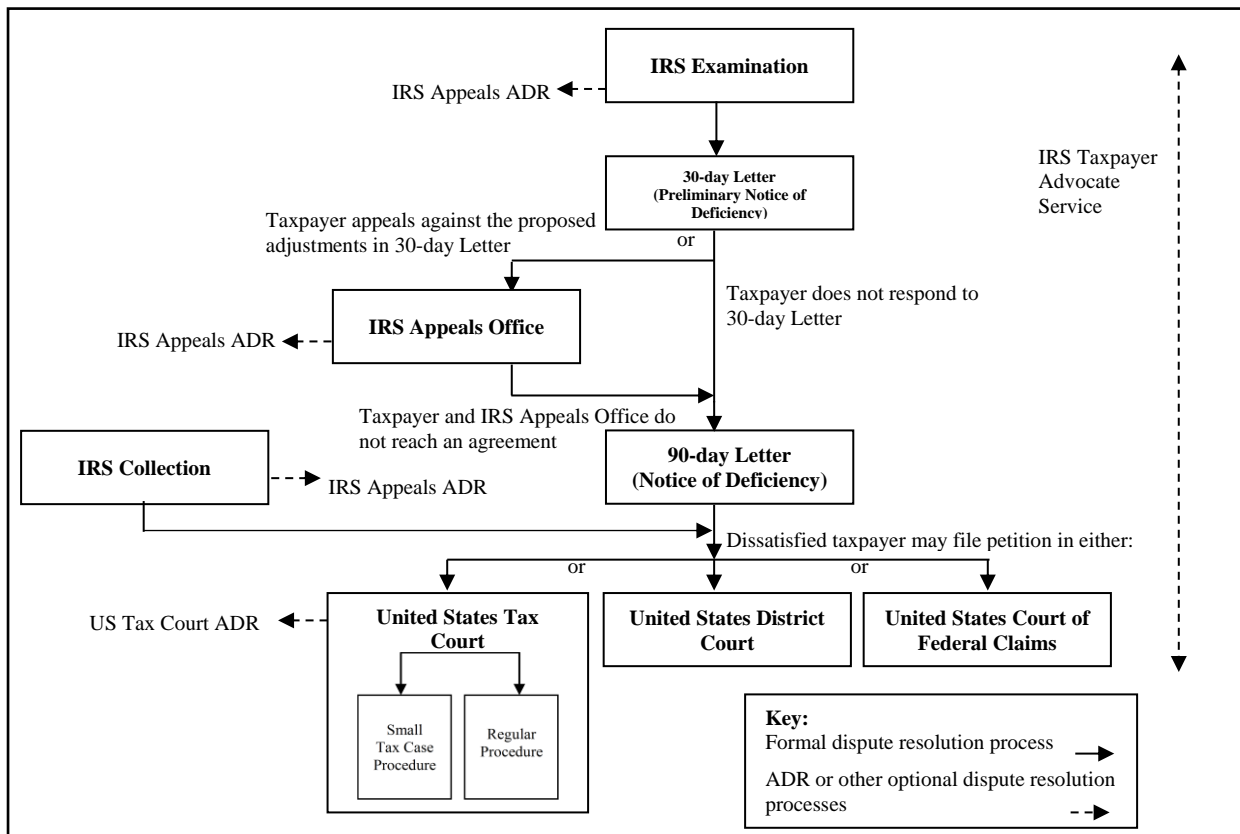 IRS Examination
IRS Appeals ADR
IRS Taxpayer
Advocate
Service
30-day Letter
(Preliminary Notice of
Deficiency)
Taxpayer appeals against the proposed
adjustments in 30-day Letter
or
Taxpayer does not respond to
30-day Letter
IRS Appeals Office
IRS Appeals ADR
Taxpayer and IRS Appeals Office do
not reach an agreement
90-day Letter
(Notice of Deficiency)
IRS Collection
IRS Appeals ADR
Dissatisfied taxpayer may file petition in either:
or
or
US Tax Court ADR
United States Tax
Court
United States District
Court
United States Court of
Federal Claims
Small
Tax Case
Procedure
Regular
Procedure
Key:
Formal dispute resolution process
ADR or other optional dispute resolution
processes